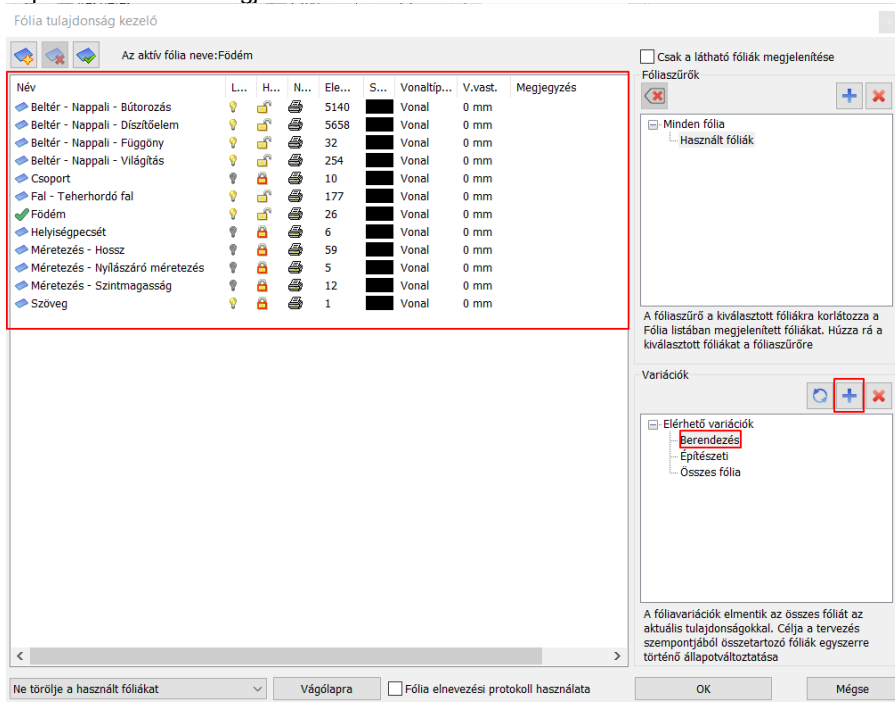 Fólia tulajdonság kezelő
Az aktív fólia neve:Födém
Név L... H... N... Ele... S... Vonaltíp... V.vast. Megjegyzés
Beltér - Nappali - Bútorozás 5140 Vonal 0 mm
Beltér - Nappali - Díszítőelem 5658 Vonal 0 mm
Beltér - Nappali - Függöny 32 Vonal 0 mm
Beltér - Nappali - Világítás 254 Vonal 0 mm
Csoport 10 Vonal 0 mm
Fal - Teherhordó fal 177 Vonal 0 mm
Födém 26 Vonal 0 mm
Helyiségpecsét 6 Vonal 0 mm
Méretezés - Hossz 59 Vonal 0 mm
Méretezés - Nyílászáró méretezés 5 Vonal 0 mm
Méretezés - Szintmagasság 12 Vonal 0 mm
Szöveg 1 Vonal 0 mm
Csak a látható fóliák megjelenítése
Fóliaszűrők
Minden fólia
Használt fóliák
A fóliaszűrő a kiválasztott fóliákra korlátozza a
Fólia listában megjelenített fóliákat. Húzza rá a
kiválasztott fóliákat a fóliaszűrőre
Variációk
Elérhető variációk
Berendezés
Építészeti
Összes fólia
A fóliavariációk elmentik az összes fóliát az
aktuális tulajdonságokkal. Célja a tervezés
szempontjából összetartozó fóliák egyszerre
történő állapotváltoztatása
Ne törölje a használt fóliákat Vágólapra Fólia elnevezési protokoll használata OK Mégse